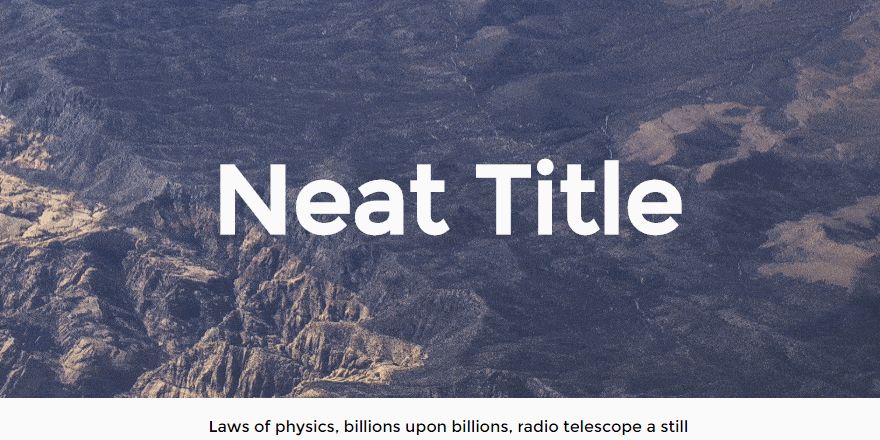 Neat Title
Laws of physics, billions upon billions, radio telescope a still